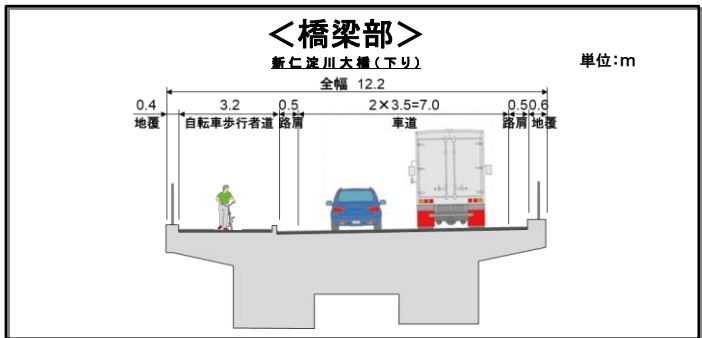 ＜橋梁部＞
新仁淀川大橋(下り)
単位:m
全幅 12.2
0.4 3.2 0.5 2×3.5=7.0 0.5 0.6
地覆 自転車歩行者道 路肩 車道 路肩 地覆